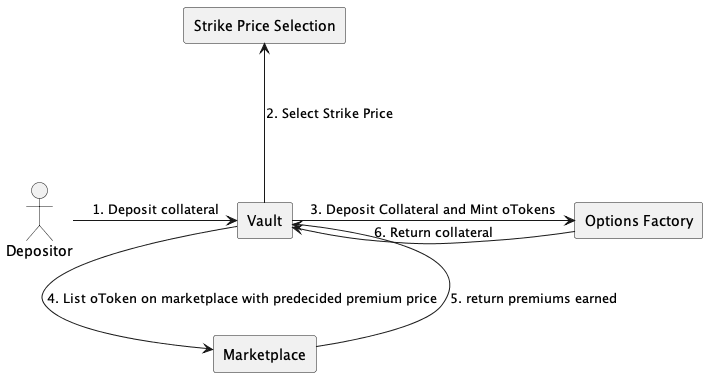 Strike Price Selection
2. Select Strike Price
1. Deposit collateral
3. Deposit Collateral and Mint oTokens
Vault
Options Factory
6. Return collateral
Depositor
4. List oToken on marketplace with predecided premium price
5. return premiums earned
Marketplace